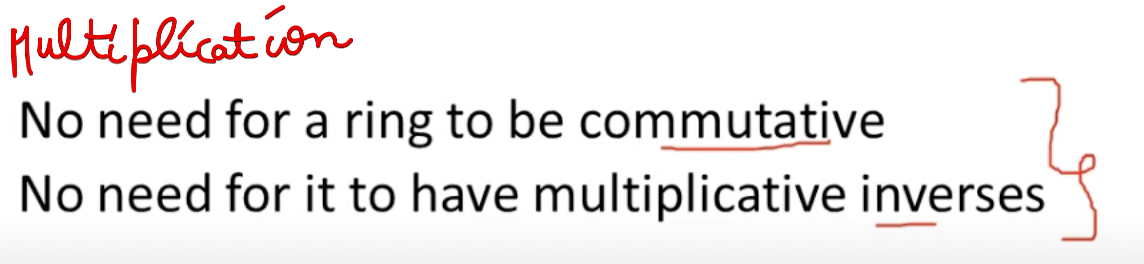 Multiplication
No need for a ring to be commutative
No need for it to have multiplicative inverses